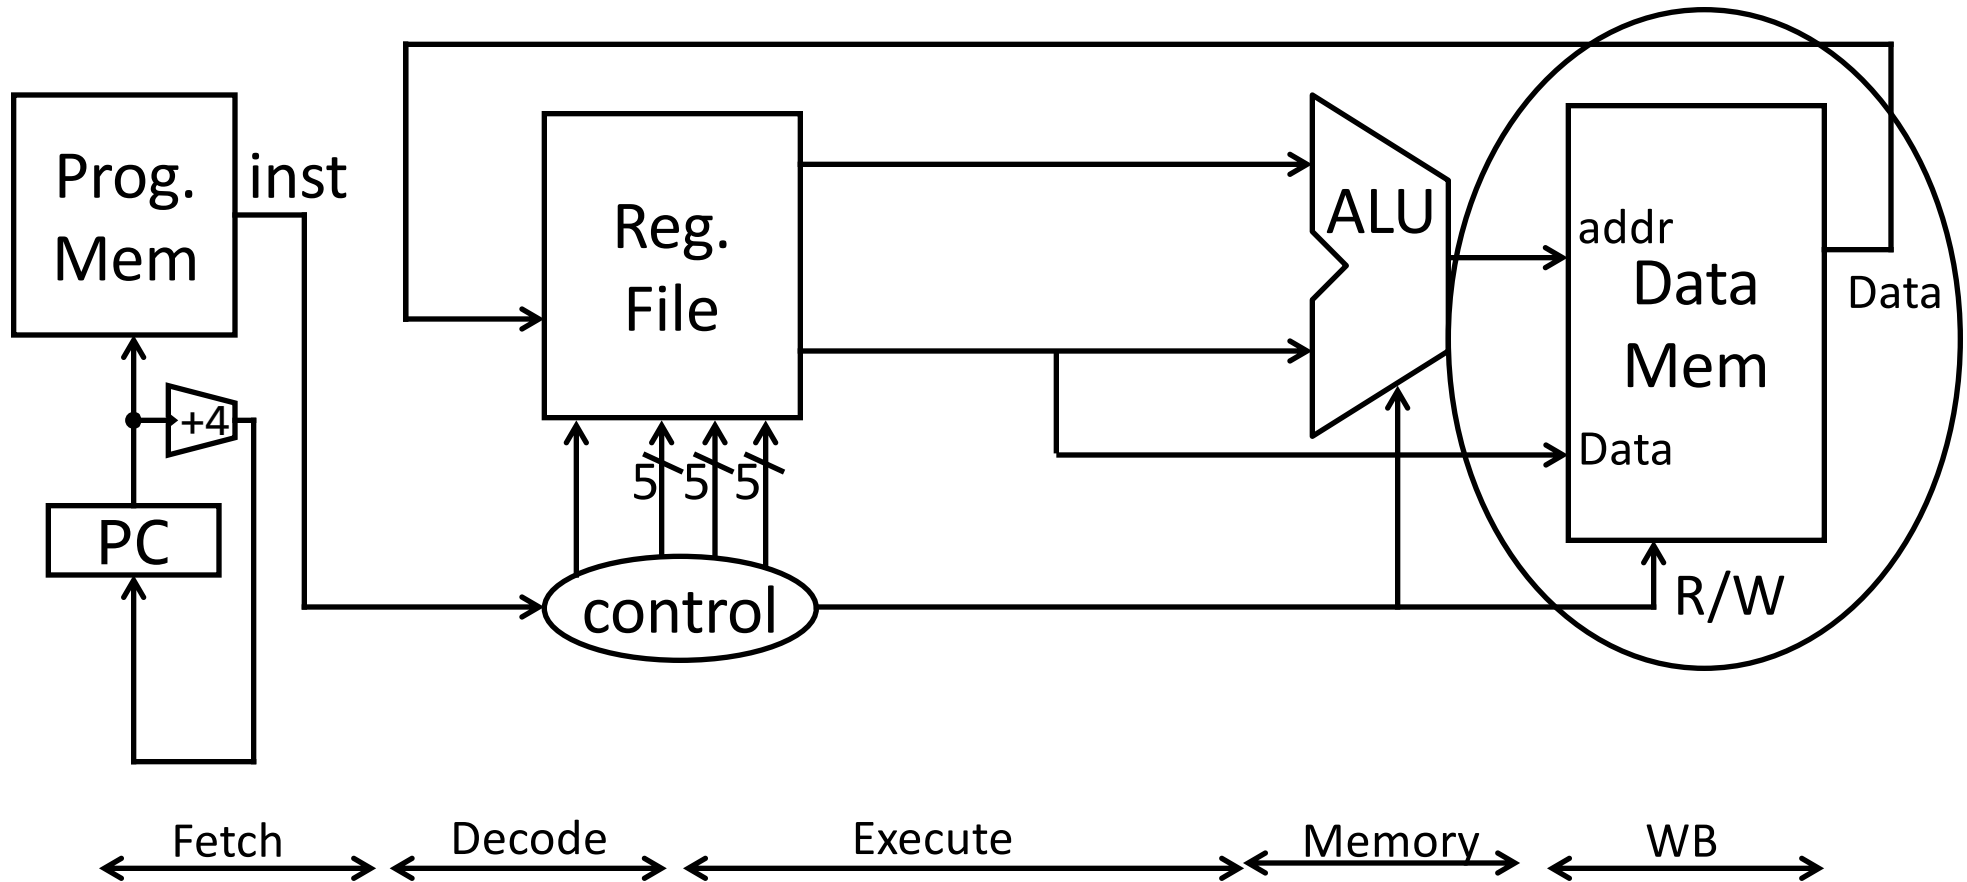 Prog.
Mem
inst
+4
PC
Reg.
File
5
5
5
control
ALU
addr
Data
Mem
Data
Data
R/W
Fetch
Decode
Execute
Memory
WB